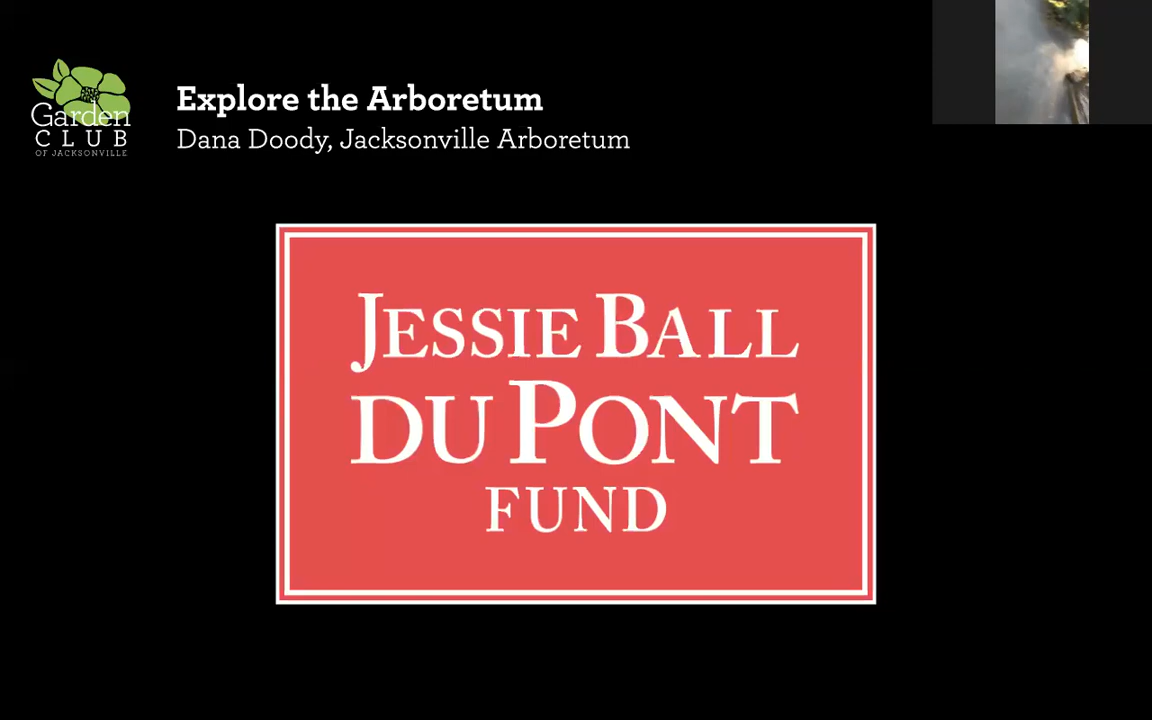 Garden
CLUB
OF JACKSONVILLE
Explore the Arboretum
Dana Doody, Jacksonville Arboretum
JESSIE BALL
DU PONT
FUND